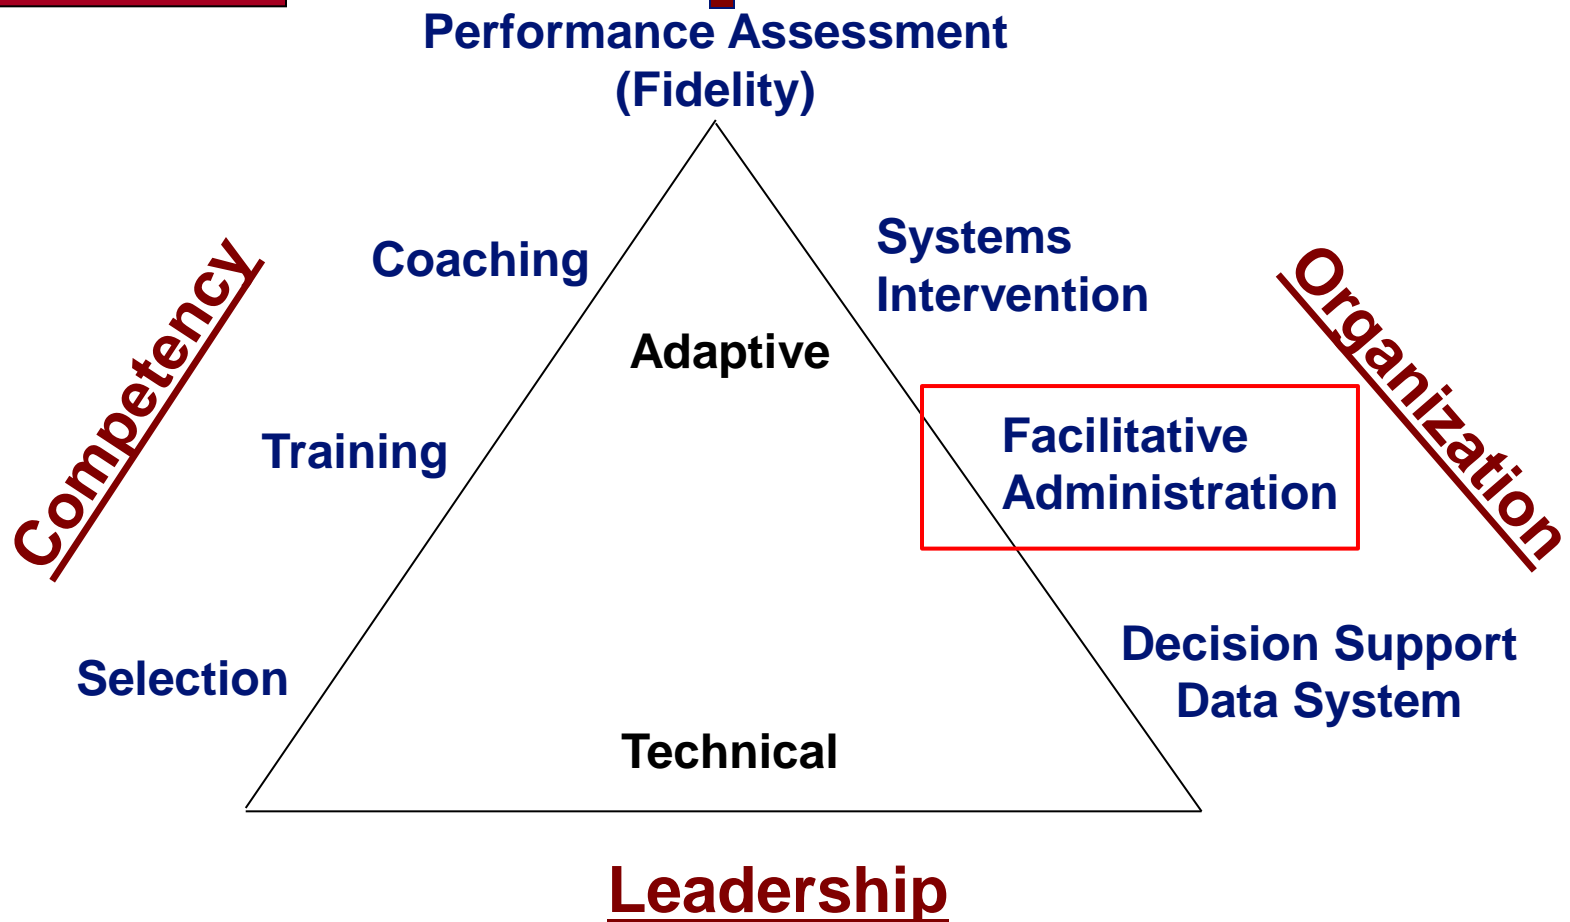 Performance Assessment
(Fidelity)
Coaching
Systems
Intervention
Competency
Organization
Adaptive
Training
Facilitative
Administration
Selection
Decision Support
Data System
Technical
Leadership